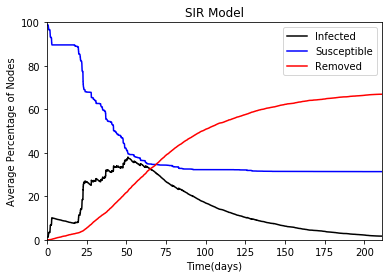 SIR Model
Infected
Susceptible
Removed
Average Percentage of Nodes
100
80
60
40
20
0
0 25 50 75 100 125 150 175 200
Time(days)